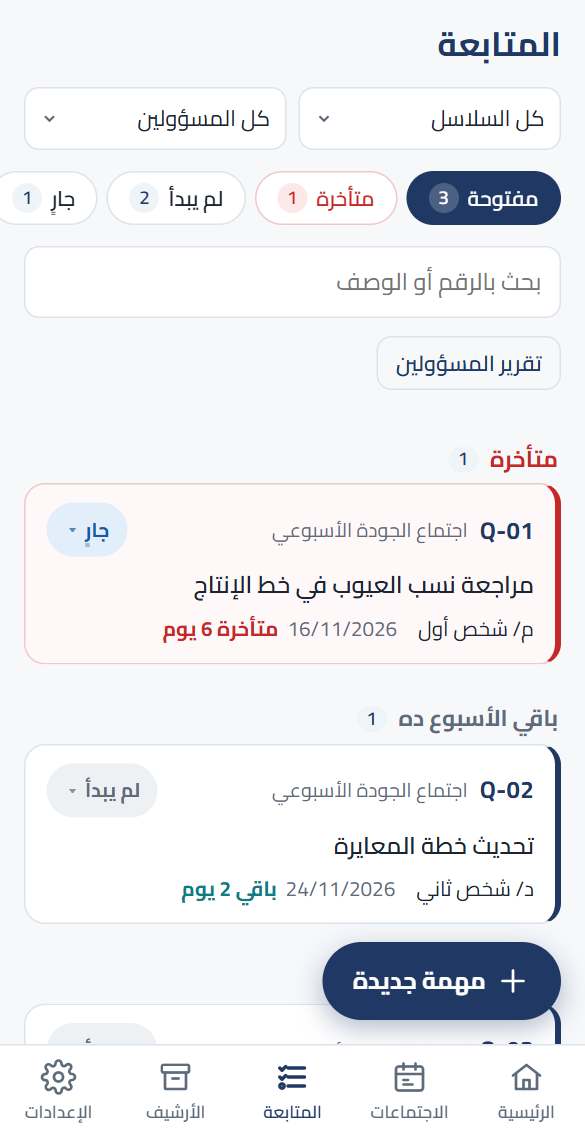 المتابعة
كل السلاسل كل المسؤولين
مفتوحة 3 متأخرة 1 لم يبدأ 2 جارٍ 1
بحث بالرقم أو الوصف
تقرير المسؤولين
متأخرة 1
Q-01 اجتماع الجودة الأسبوعي جارٍ
مراجعة نسب العيوب في خط الإنتاج
م/ شخص أول 16/11/2026 متأخرة 6 يوم
باقي الأسبوع ده 1
Q-02 اجتماع الجودة الأسبوعي لم يبدأ
تحديث خطة المعايرة
د/ شخص ثاني 24/11/2026 باقي 2 يوم
مهمة جديدة
الرئيسية الاجتماعات المتابعة الأرشيف الإعدادات